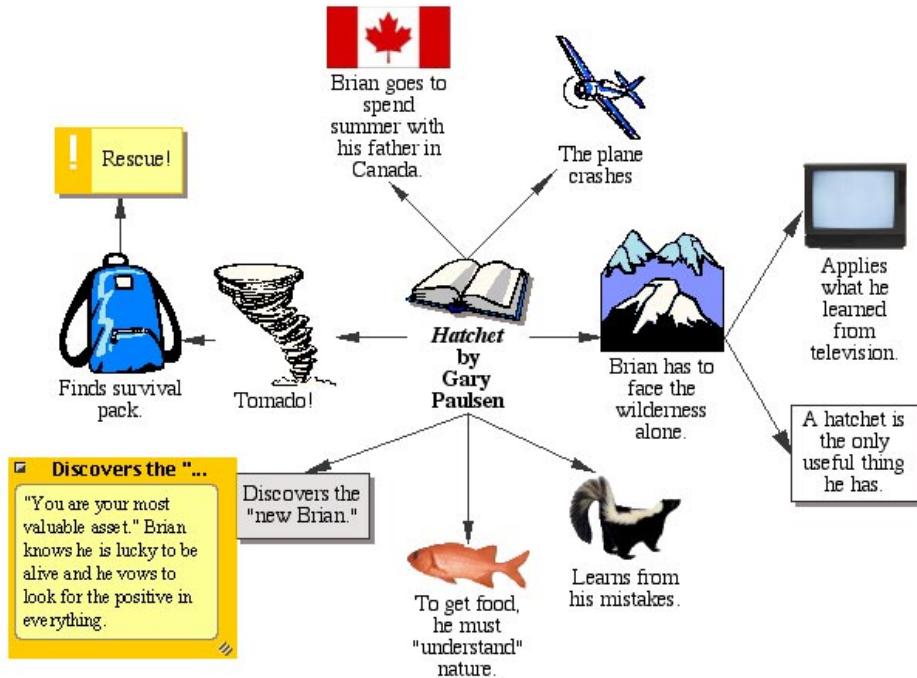 Brian goes to
spend
summer with
his father in
Canada.
The plane
crashes
! Rescue!
Applies
what he
learned
from
television.
Hatchet
by
Gary
Paulsen
Brian has to
face the
wilderness
alone.
Finds survival
pack.
Tornado!
A hatchet is
the only
useful thing
he has.
Discovers the "...
"You are your most
valuable asset." Brian
knows he is lucky to be
alive and he vows to
look for the positive in
everything.
Discovers the
"new Brian."
To get food,
he must
"understand"
nature.
Learns from
his mistakes.